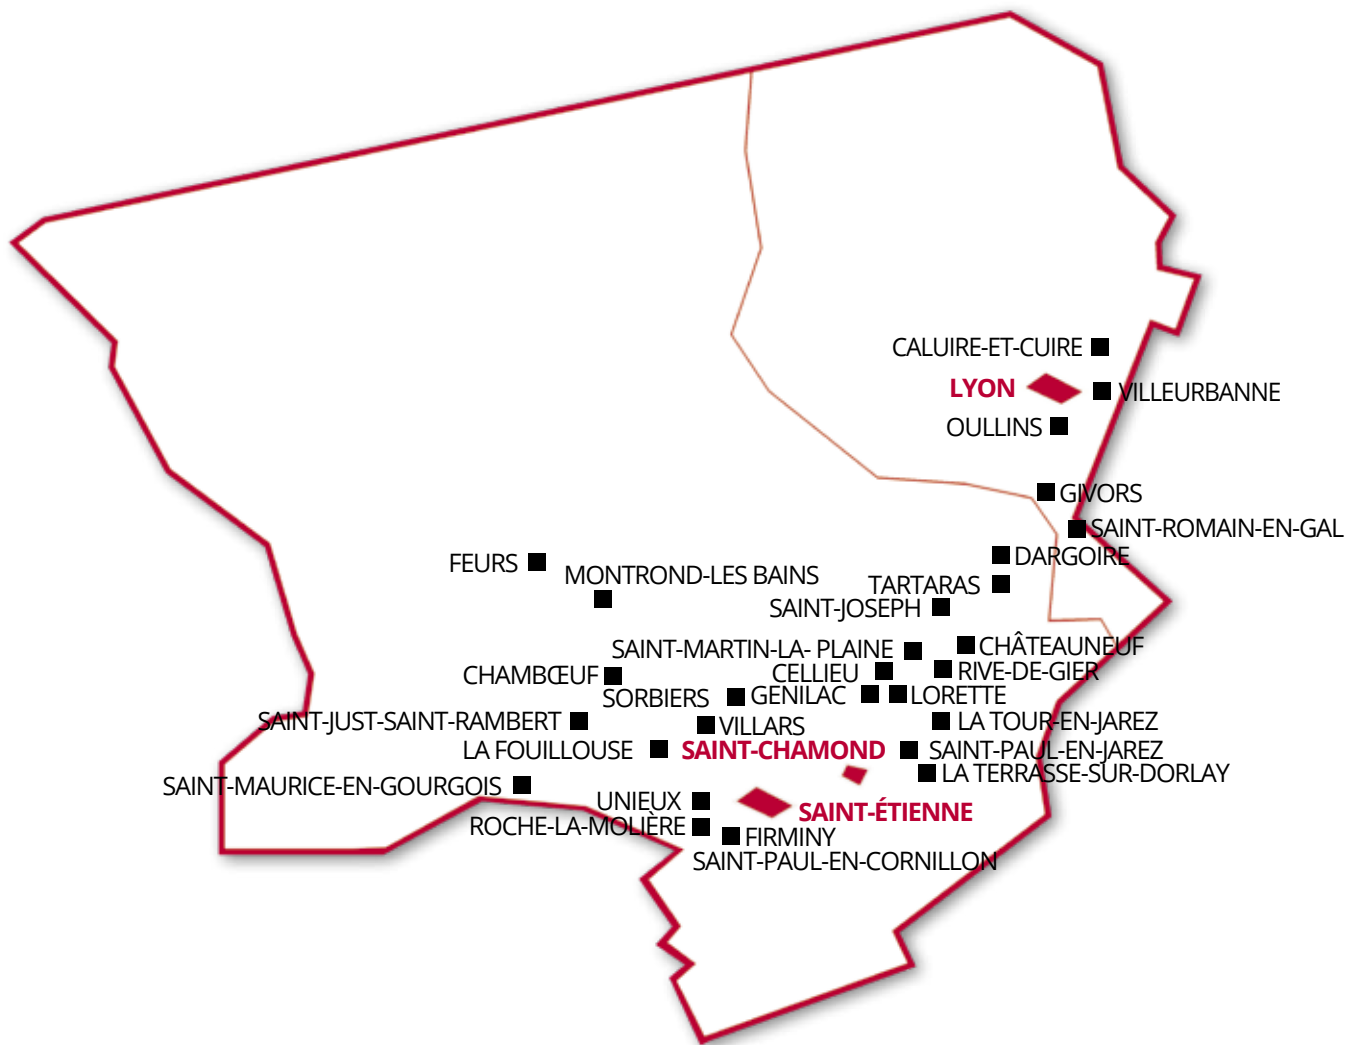 CALUIRE-ET-CUIRE
LYON
VILLEURBANNE
OULLINS
GIVORS
SAINT-ROMAIN-EN-GAL
DARGOIRE
FEURS
MONTROND-LES BAINS
TARTARAS
SAINT-JOSEPH
CHÂTEAUNEUF
SAINT-MARTIN-LA- PLAINE
CELLIEU
RIVE-DE-GIER
CHAMBŒUF
SORBIERS
GENILAC
LORETTE
SAINT-JUST-SAINT-RAMBERT
VILLARS
LA TOUR-EN-JAREZ
LA FOUILLOUSE
SAINT-CHAMOND
SAINT-PAUL-EN-JAREZ
LA TERRASSE-SUR-DORLAY
SAINT-MAURICE-EN-GOURGOIS
UNIEUX
SAINT-ÉTIENNE
ROCHE-LA-MOLIÈRE
FIRMINY
SAINT-PAUL-EN-CORNILLON